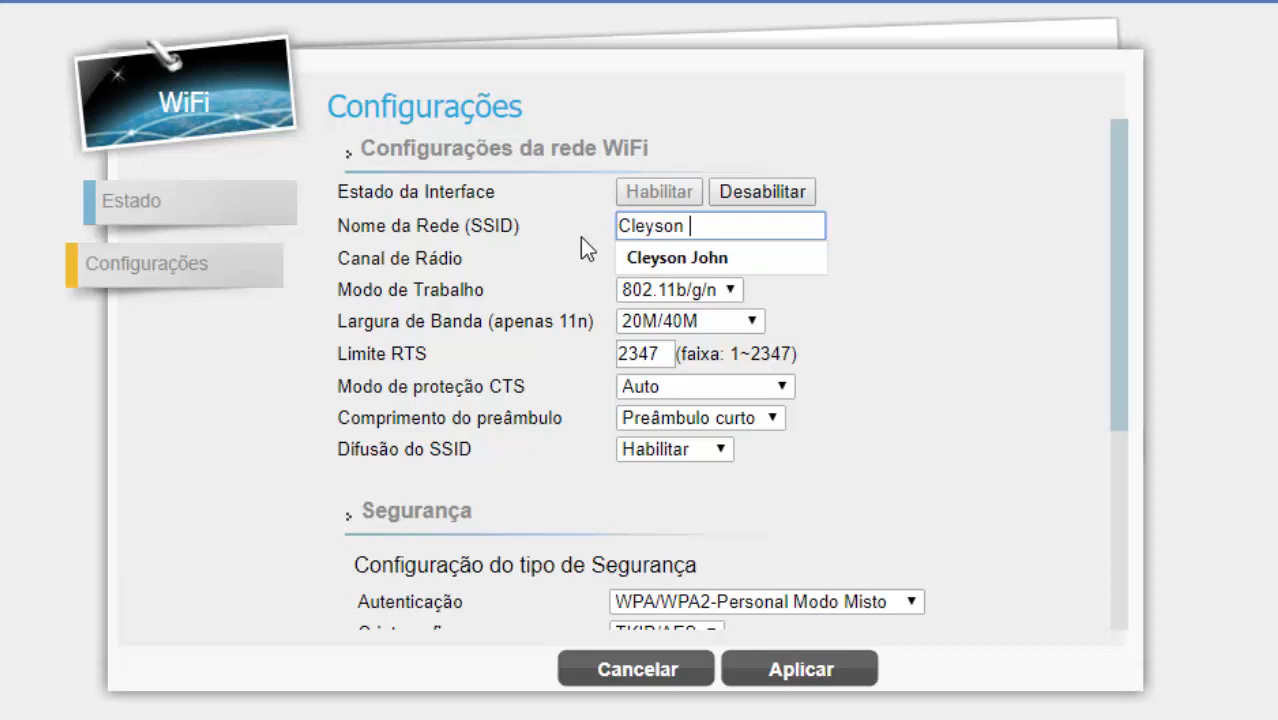 WiFi
Configurações
Configurações da rede WiFi
Estado
Configurações
Estado da Interface Habilitar Desabilitar
Nome da Rede (SSID) Cleyson
Canal de Rádio Cleyson John
Modo de Trabalho 802.11b/g/n
Largura de Banda (apenas 11n) 20M/40M
Limite RTS 2347 (faixa: 1~2347)
Modo de proteção CTS Auto
Comprimento do preâmbulo Preâmbulo curto
Difusão do SSID Habilitar
Segurança
Configuração do tipo de Segurança
Autenticação WPA/WPA2-Personal Modo Misto
TKIP/AES
Cancelar Aplicar